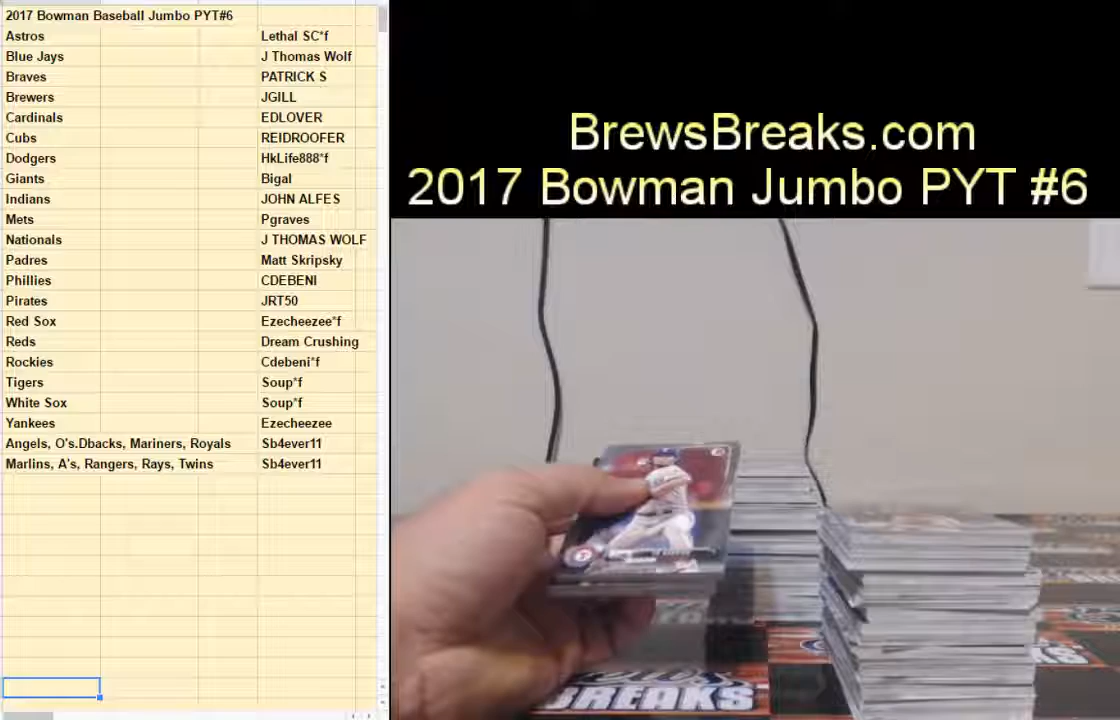 2017 Bowman Baseball Jumbo PYT#6
Astros Lethal SC*f
Blue Jays J Thomas Wolf
Braves PATRICK S
Brewers JGILL
Cardinals EDLOVER
Cubs REIDROOFER
Dodgers HkLife888*f
Giants Bigal
Indians JOHN ALFES
Mets Pgraves
Nationals J THOMAS WOLF
Padres Matt Skripsky
Phillies CDEBENI
Pirates JRT50
Red Sox Ezecheezee*f
Reds Dream Crushing
Rockies Cdebeni*f
Tigers Soup*f
White Sox Soup*f
Yankees Ezecheezee
Angels, O's.Dbacks, Mariners, Royals Sb4ever11
Marlins, A's, Rangers, Rays, Twins Sb4ever11
BrewsBreaks.com
2017 Bowman Jumbo PYT #6
BREAKS